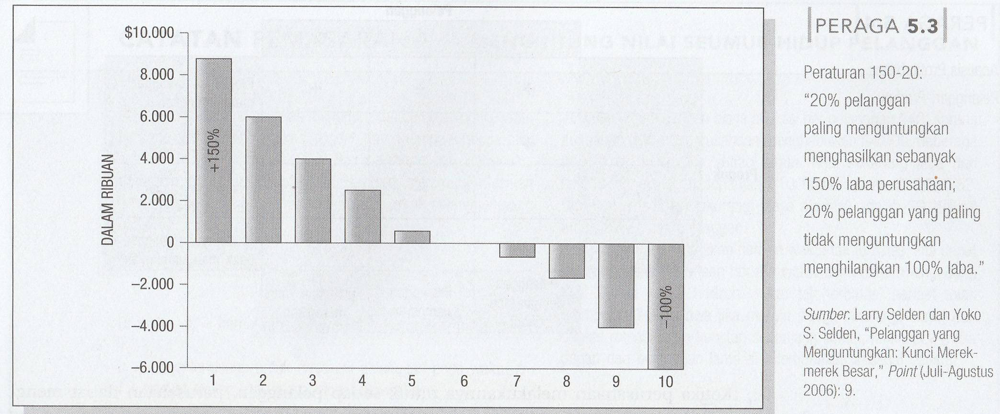 $10.000
8.000
6.000
4.000
2.000
0
–2.000
–4.000
–6.000
DALAM RIBUAN
+150%
–100%
1 2 3 4 5 6 7 8 9 10
PERAGA 5.3
Peraturan 150-20:
“20% pelanggan
paling menguntungkan
menghasilkan sebanyak
150% laba perusahaan;
20% pelanggan yang paling
tidak menguntungkan
menghilangkan 100% laba.”
Sumber: Larry Selden dan Yoko
S. Selden, “Pelanggan yang
Menguntungkan: Kunci Merek-
merek Besar,” Point (Juli-Agustus
2006): 9.